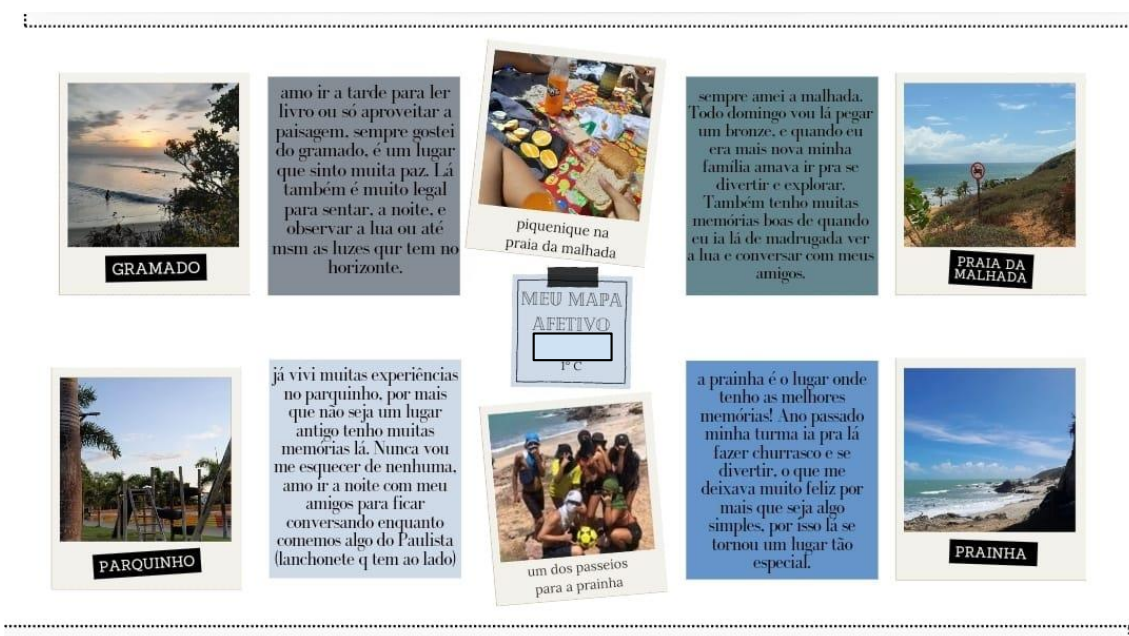 GRAMADO
amo ir a tarde para ler
livro ou só aproveitar a
paisagem, sempre gostei
do gramado, é um lugar
que sinto muita paz. Lá
também é muito legal
para sentar, a noite, e
observar a lua ou até
msm as luzes qur tem no
horizonte.
piquenique na
praia da malhada
sempre amei a malhada.
Todo domingo vou lá pegar
um bronze, e quando eu
era mais nova minha
família amava ir pra se
divertir e explorar.
Também tenho muitas
memórias boas de quando
eu ia lá de madrugada ver
a lua e conversar com meus
amigos.
PRAIA DA
MALHADA
MEU MAPA
AFETIVO
1º C
PARQUINHO
já vivi muitas experiências
no parquinho, por mais
que não seja um lugar
antigo tenho muitas
memórias lá. Nunca vou
me esquecer de nenhuma,
amo ir a noite com meu
amigos para ficar
conversando enquanto
comemos algo do Paulista
(lanchonete q tem ao lado)
um dos passeios
para a prainha
a prainha é o lugar onde
tenho as melhores
memórias! Ano passado
minha turma ia pra lá
fazer churrasco e se
divertir, o que me
deixava muito feliz por
mais que seja algo
simples, por isso lá se
tornou um lugar tão
especial.
PRAINHA